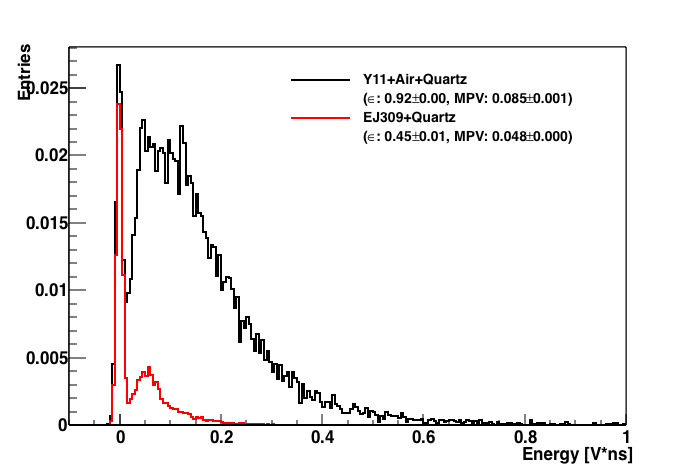 Entries
Y11+Air+Quartz
(ϵ: 0.92±0.00, MPV: 0.085±0.001)
EJ309+Quartz
(ϵ: 0.45±0.01, MPV: 0.048±0.000)
0.025
0.02
0.015
0.01
0.005
0
0 0.2 0.4 0.6 0.8 1
Energy [V*ns]